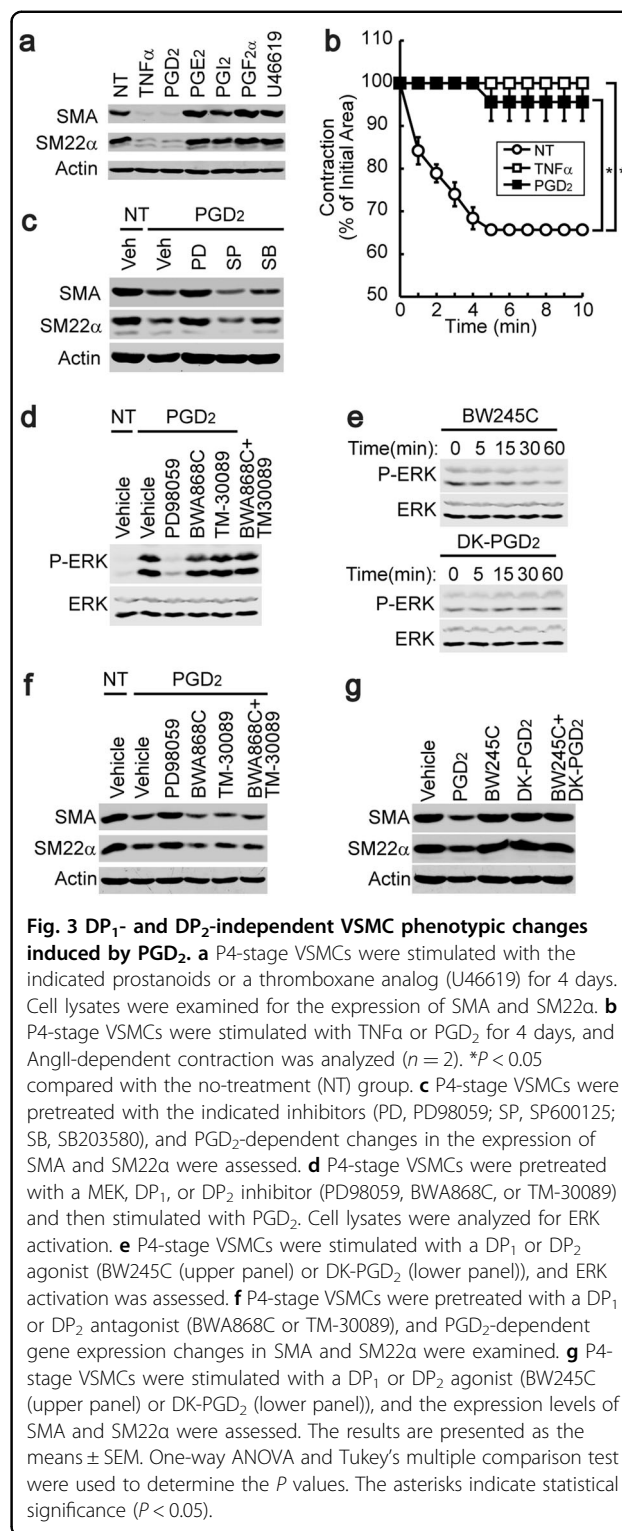 a
NT
TNFα
PGD2
PGE2
PGI2
PGF2α
U46619
SMA
SM22α
Actin
b
110
100
90
80
70
60
50
Contraction
(% of Initial Area)
NT
TNFα
PGD2
* *
0 2 4 6 8 10
Time (min)
c
NT PGD2
Veh
Veh
PD
SP
SB
SMA
SM22α
Actin
d
NT PGD2
Vehicle
Vehicle
PD98059
BWA868C
TM-30089
BWA868C+
TM30089
P-ERK
ERK
e
BW245C
Time(min): 0 5 15 30 60
P-ERK
ERK
DK-PGD2
Time(min): 0 5 15 30 60
P-ERK
ERK
f
NT PGD2
Vehicle
Vehicle
PD98059
BWA868C
TM-30089
BWA868C+
TM-30089
SMA
SM22α
Actin
g
Vehicle
PGD2
BW245C
DK-PGD2
BW245C+
DK-PGD2
SMA
SM22α
Actin
Fig. 3 DP1- and DP2-independent VSMC phenotypic changes
induced by PGD2. a P4-stage VSMCs were stimulated with the
indicated prostanoids or a thromboxane analog (U46619) for 4 days.
Cell lysates were examined for the expression of SMA and SM22α. b
P4-stage VSMCs were stimulated with TNFα or PGD2 for 4 days, and
AngII-dependent contraction was analyzed (n = 2). *P < 0.05
compared with the no-treatment (NT) group. c P4-stage VSMCs were
pretreated with the indicated inhibitors (PD, PD98059; SP, SP600125;
SB, SB203580), and PGD2-dependent changes in the expression of
SMA and SM22α were assessed. d P4-stage VSMCs were pretreated
with a MEK, DP1, or DP2 inhibitor (PD98059, BWA868C, or TM-30089)
and then stimulated with PGD2. Cell lysates were analyzed for ERK
activation. e P4-stage VSMCs were stimulated with a DP1 or DP2
agonist (BW245C (upper panel) or DK-PGD2 (lower panel)), and ERK
activation was assessed. f P4-stage VSMCs were pretreated with a DP1
or DP2 antagonist (BWA868C or TM-30089), and PGD2-dependent
gene expression changes in SMA and SM22α were examined. g P4-
stage VSMCs were stimulated with a DP1 or DP2 agonist (BW245C
(upper panel) or DK-PGD2 (lower panel)), and the expression levels of
SMA and SM22α were assessed. The results are presented as the
means ± SEM. One-way ANOVA and Tukey's multiple comparison test
were used to determine the P values. The asterisks indicate statistical
significance (P < 0.05).